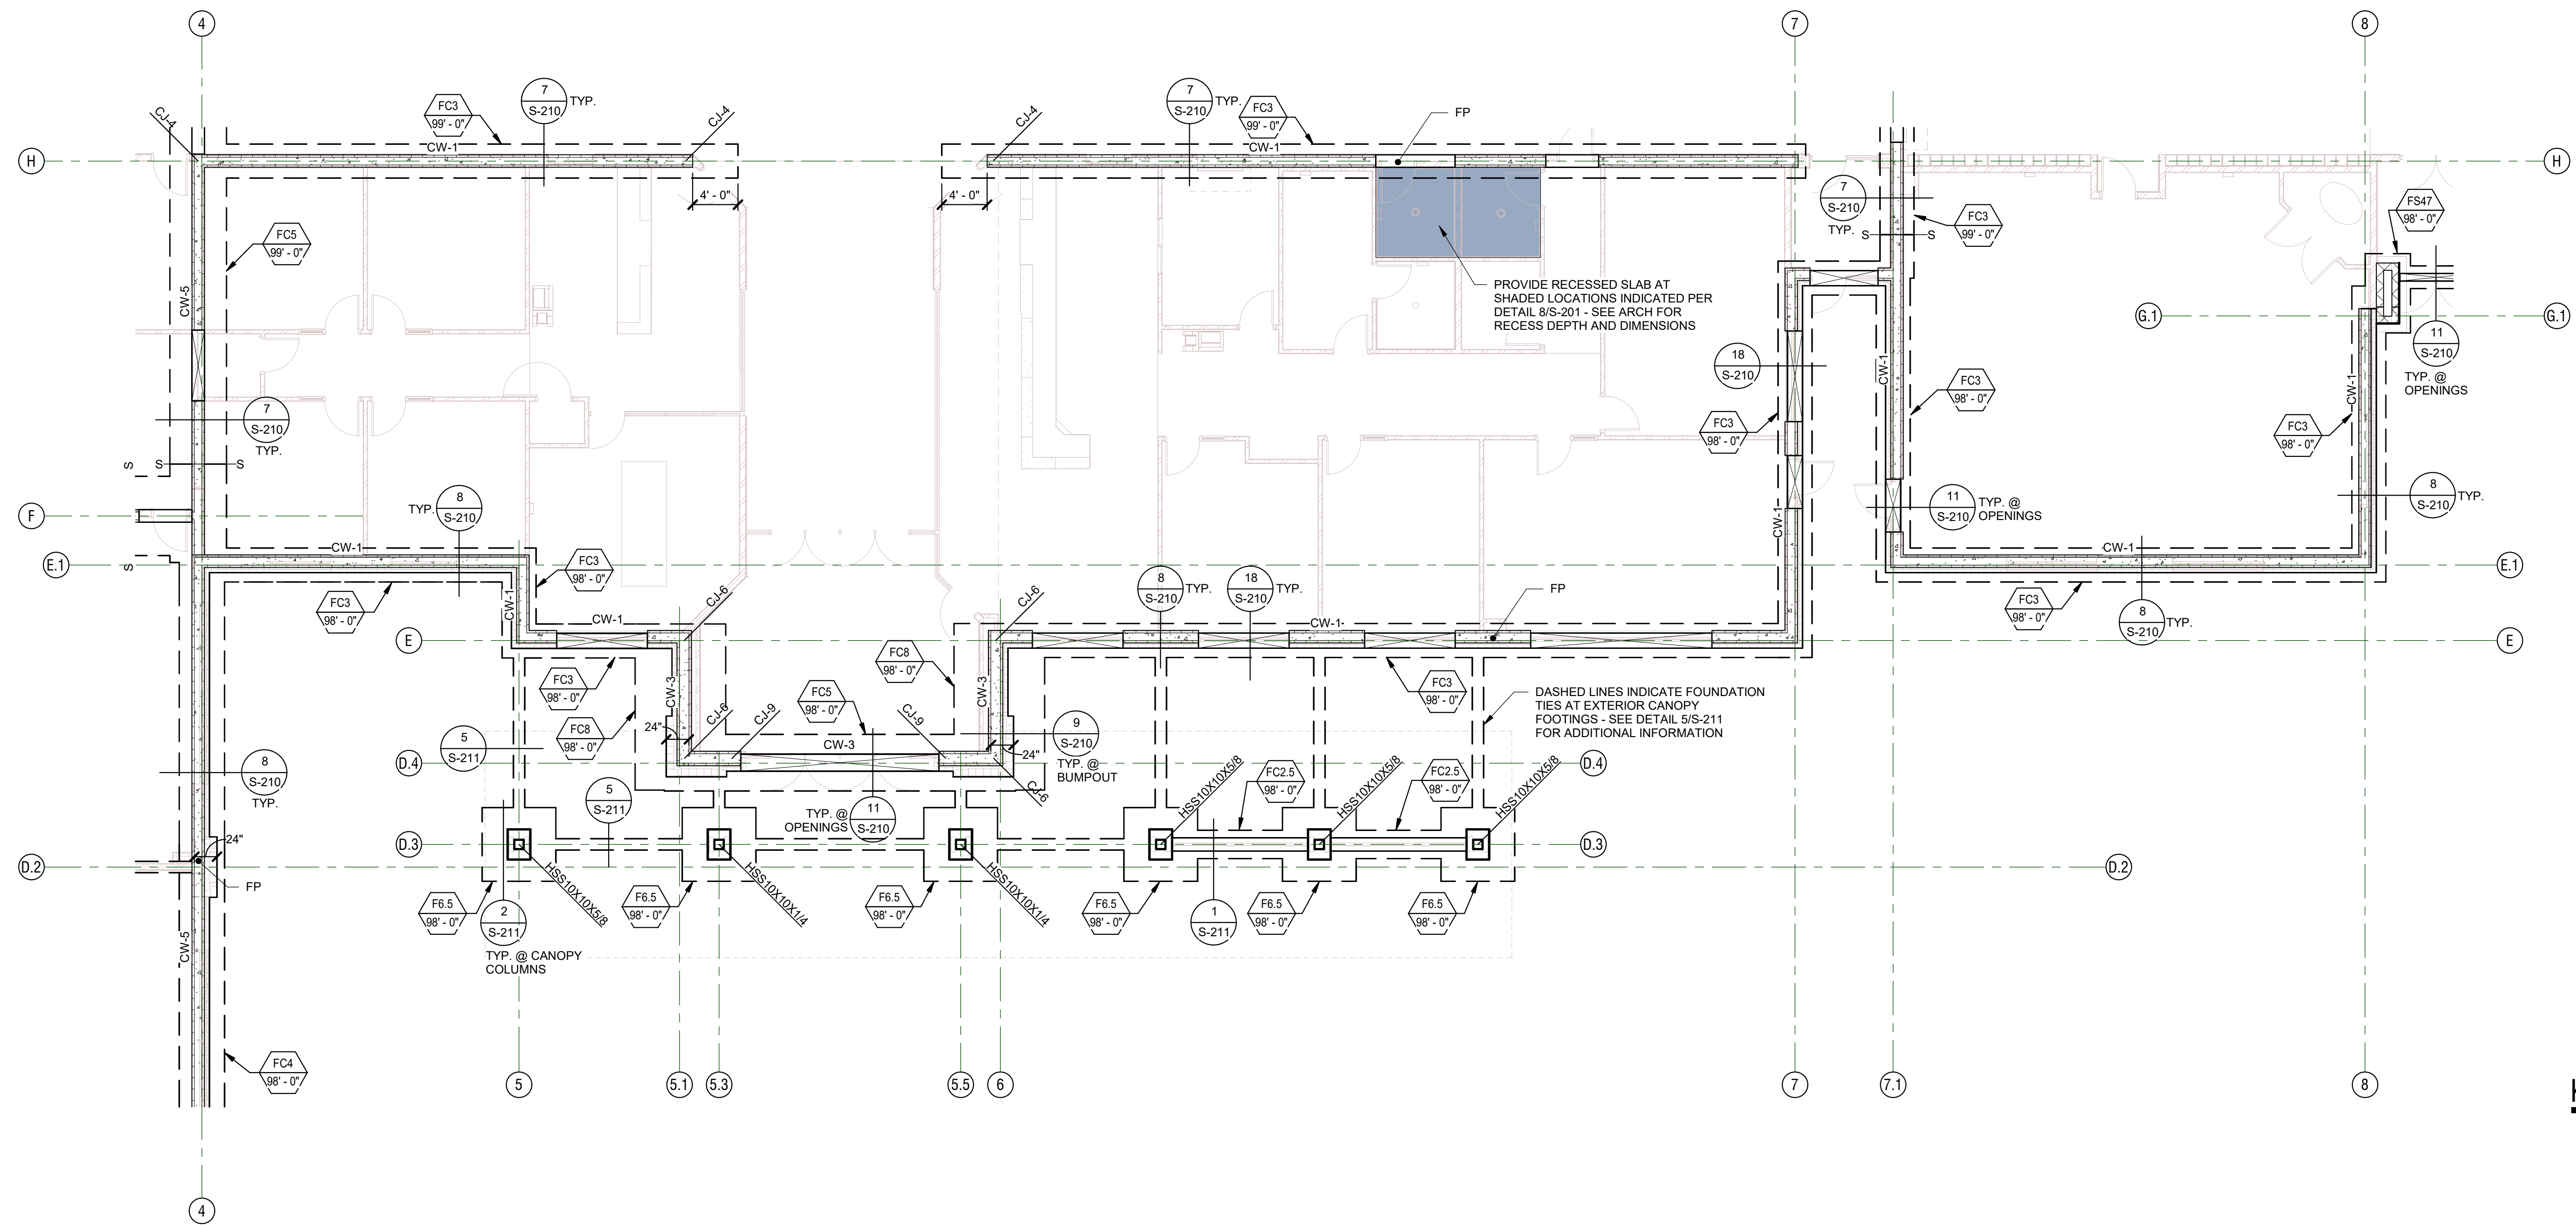 4
7
8
FC3
99' - 0"
7
S-210
TYP.
CJ-4
CJ-4
CW-1
7
S-210
TYP.
FC3
99' - 0"
CJ-4
CW-1
FP
H
H
4' - 0"
4' - 0"
7
S-210
TYP.
S
S
FC3
99' - 0"
FS47
98' - 0"
FC5
99' - 0"
CW-5
PROVIDE RECESSED SLAB AT
SHADED LOCATIONS INDICATED PER
DETAIL 8/S-201 - SEE ARCH FOR
RECESS DEPTH AND DIMENSIONS
G.1
G.1
11
S-210
TYP. @
OPENINGS
18
S-210
CW-1
FC3
98' - 0"
CW-1
FC3
98' - 0"
FC3
98' - 0"
7
S-210
TYP.
S
S
S
8
S-210
TYP.
11
S-210
TYP. @
OPENINGS
8
S-210
TYP.
F
CW-1
CW-1
CW-1
E.1
S
E.1
FC3
98' - 0"
FC3
98' - 0"
CW-1
CW-1
CJ-6
CJ-6
8
S-210
TYP.
18
S-210
TYP.
FP
CW-1
FC3
98' - 0"
8
S-210
TYP.
E
E
FC3
98' - 0"
FC8
98' - 0"
FC8
98' - 0"
FC5
98' - 0"
CW-3
CW-3
CW-3
FC3
98' - 0"
DASHED LINES INDICATE FOUNDATION
TIES AT EXTERIOR CANOPY
FOOTINGS - SEE DETAIL 5/S-211
FOR ADDITIONAL INFORMATION
24"
CJ-6
CJ-9
CJ-9
24"
CJ-6
9
S-210
TYP. @
BUMPOUT
5
S-211
8
S-210
TYP.
D.4
D.4
5
S-211
TYP. @
OPENINGS
11
S-210
HSS10X10X5/8
FC2.5
98' - 0"
HSS10X10X5/8
FC2.5
98' - 0"
HSS10X10X5/8
24"
D.3
D.3
D.2
D.2
FP
HSS10X10X5/8
HSS10X10X1/4
HSS10X10X1/4
F6.5
98' - 0"
2
S-211
TYP. @ CANOPY
COLUMNS
F6.5
98' - 0"
F6.5
98' - 0"
F6.5
98' - 0"
1
S-211
F6.5
98' - 0"
F6.5
98' - 0"
CW-5
FC4
98' - 0"
5
5.1
5.3
5.5
6
7
7.1
8
4